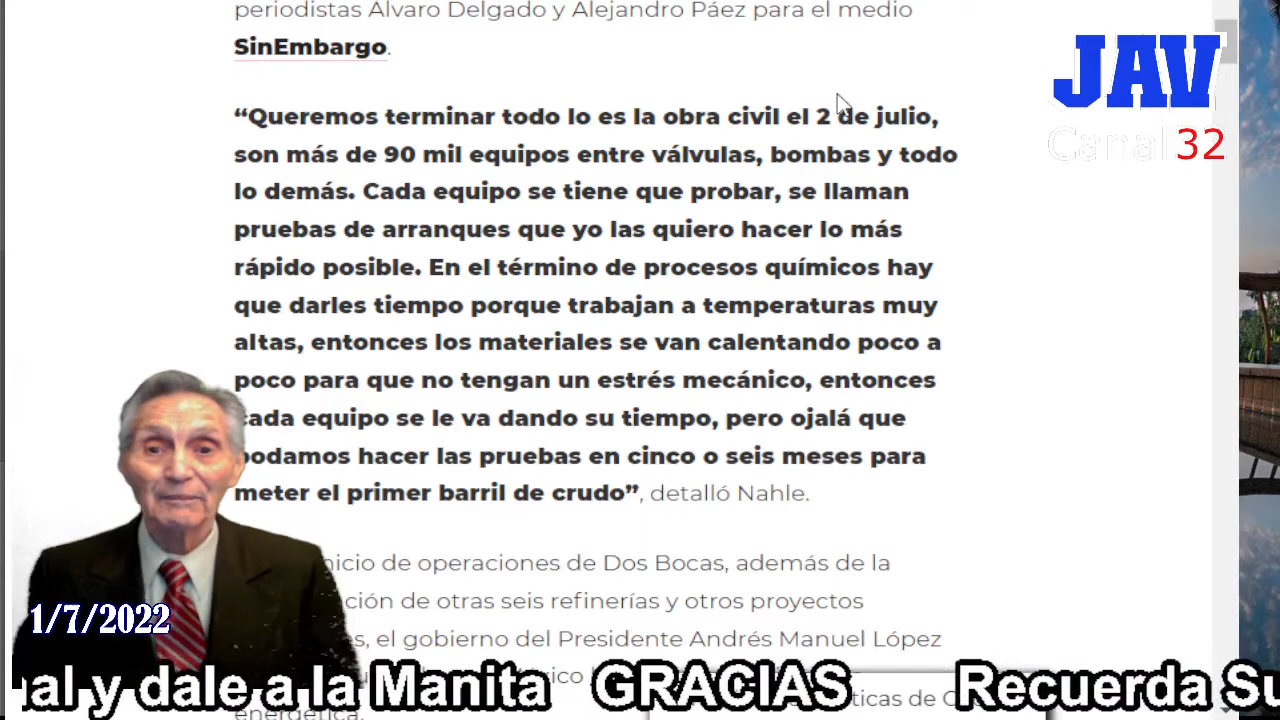 periodistas Álvaro Delgado y Alejandro Páez para el medio
SinEmbargo.
JAV
Canal 32
“Queremos terminar todo lo es la obra civil el 2 de julio,
son más de 90 mil equipos entre válvulas, bombas y todo
lo demás. Cada equipo se tiene que probar, se llaman
pruebas de arranques que yo las quiero hacer lo más
rápido posible. En el término de procesos químicos hay
que darles tiempo porque trabajan a temperaturas muy
altas, entonces los materiales se van calentando poco a
poco para que no tengan un estrés mecánico, entonces
cada equipo se le va dando su tiempo, pero ojalá que
podamos hacer las pruebas en cinco o seis meses para
meter el primer barril de crudo”, detalló Nahle.
nicio de operaciones de Dos Bocas, además de la
ción de otras seis refinerías y otros proyectos
s, el gobierno del Presidente Andrés Manuel López
1/7/2022
al y dale a la Manita GRACIAS Recuerda Su
energética.